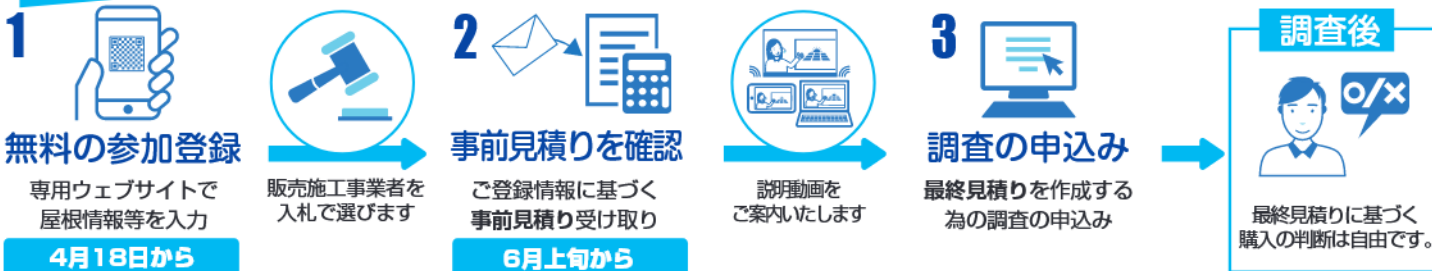 1
無料の参加登録
専用ウェブサイトで
屋根情報等を入力
4月18日から
販売施工事業者を
入札で選びます
2
事前見積りを確認
ご登録情報に基づく
事前見積り受け取り
6月上旬から
説明動画を
ご案内いたします
3
調査の申込み
最終見積りを作成する
為の調査の申込み
調査後
O/X
最終見積りに基づく
購入の判断は自由です。